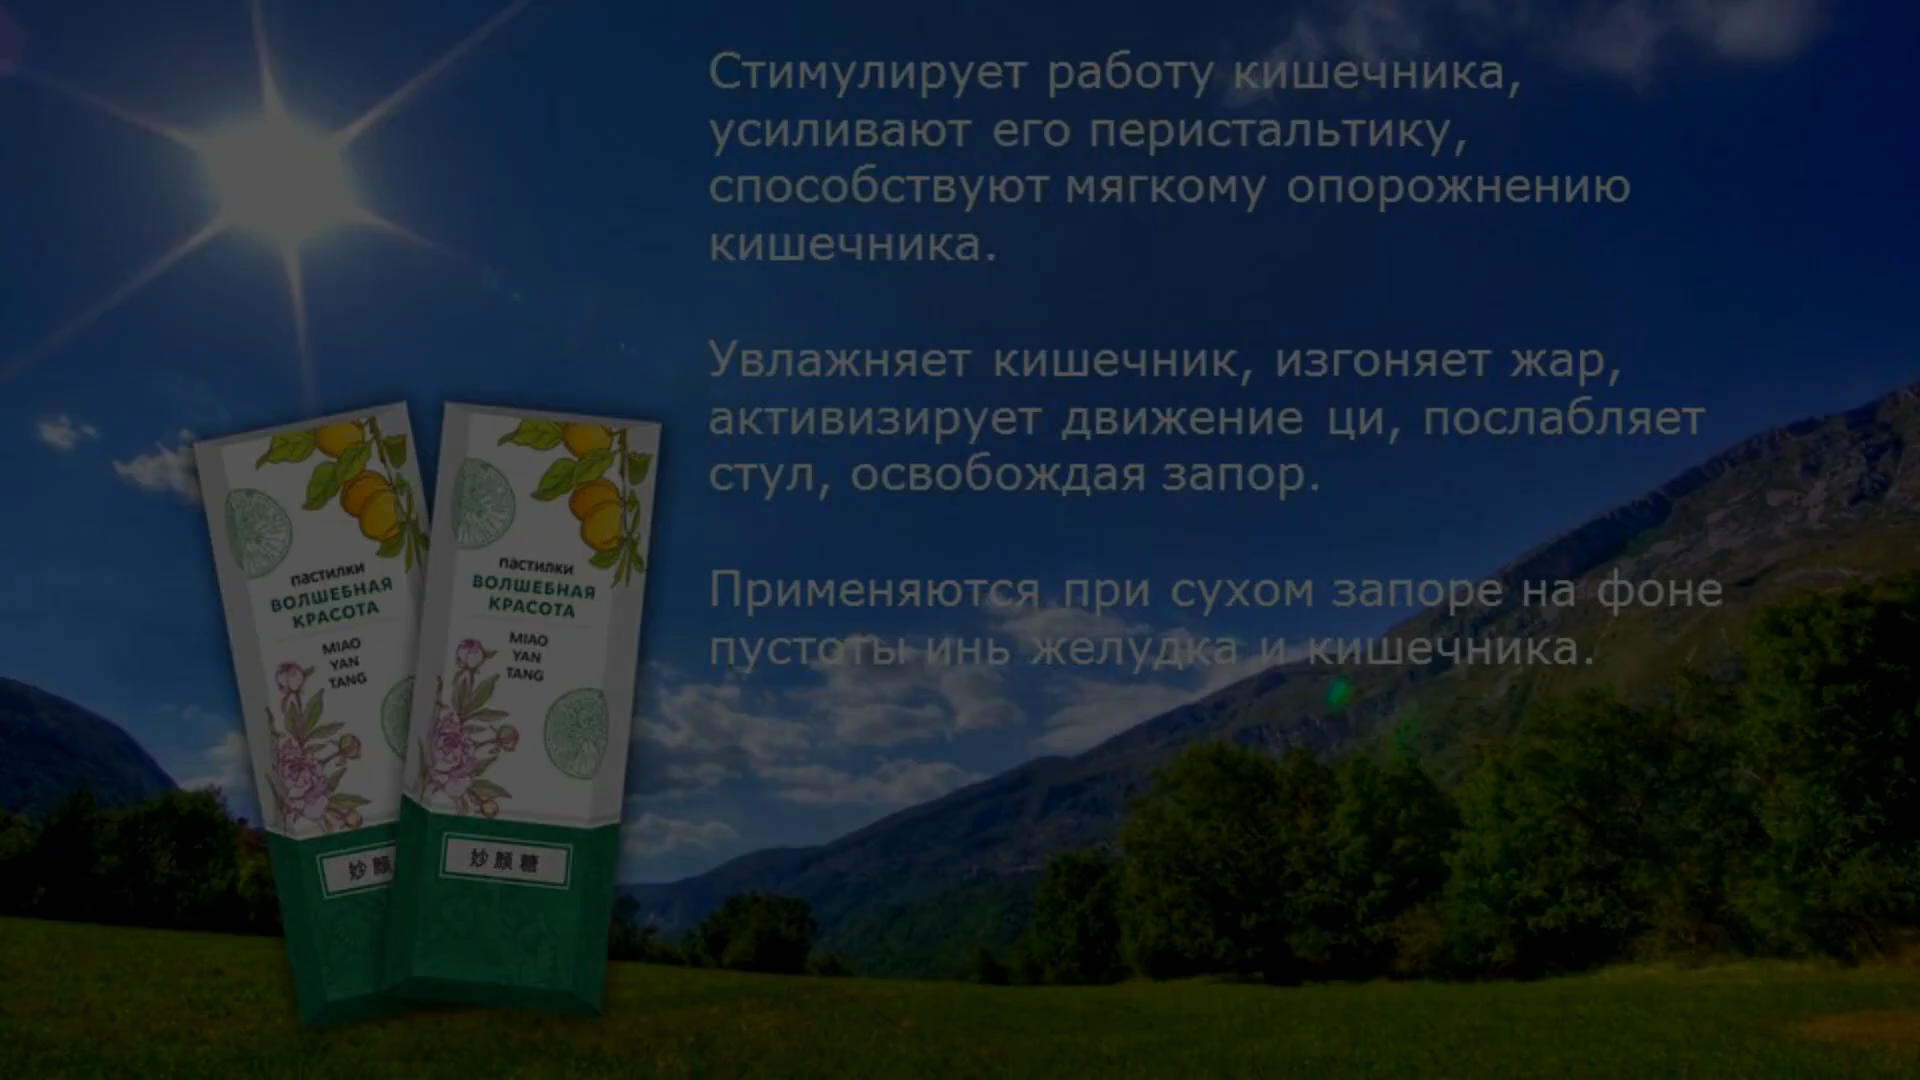 Стимулирует работу кишечника,
усиливают его перистальтику,
способствуют мягкому опорожнению
кишечника.
Увлажняет кишечник, изгоняет жар,
активизирует движение ци, послабляет
стул, освобождая запор.
Применяются при сухом запоре на фоне
пустоты инь желудка и кишечника.
пастилки
ВОЛШЕБНАЯ
КРАСОТА
MIAO
YAN
TANG
妙 颜
пастилки
ВОЛШЕБНАЯ
КРАСОТА
MIAO
YAN
TANG
妙颜糖